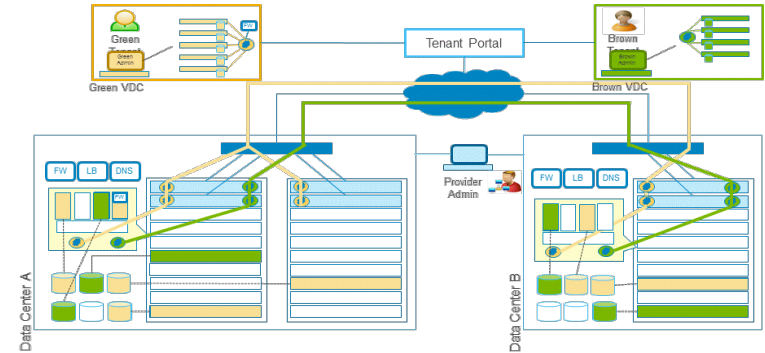 Green
Tenant
FW
Green
Admin
Green VDC
Tenant Portal
Brown
Tenant
Brown
Admin
Brown VDC
FW
LB
DNS
FW
Provider
Admin
FW
LB
DNS
Data Center A
Data Center B